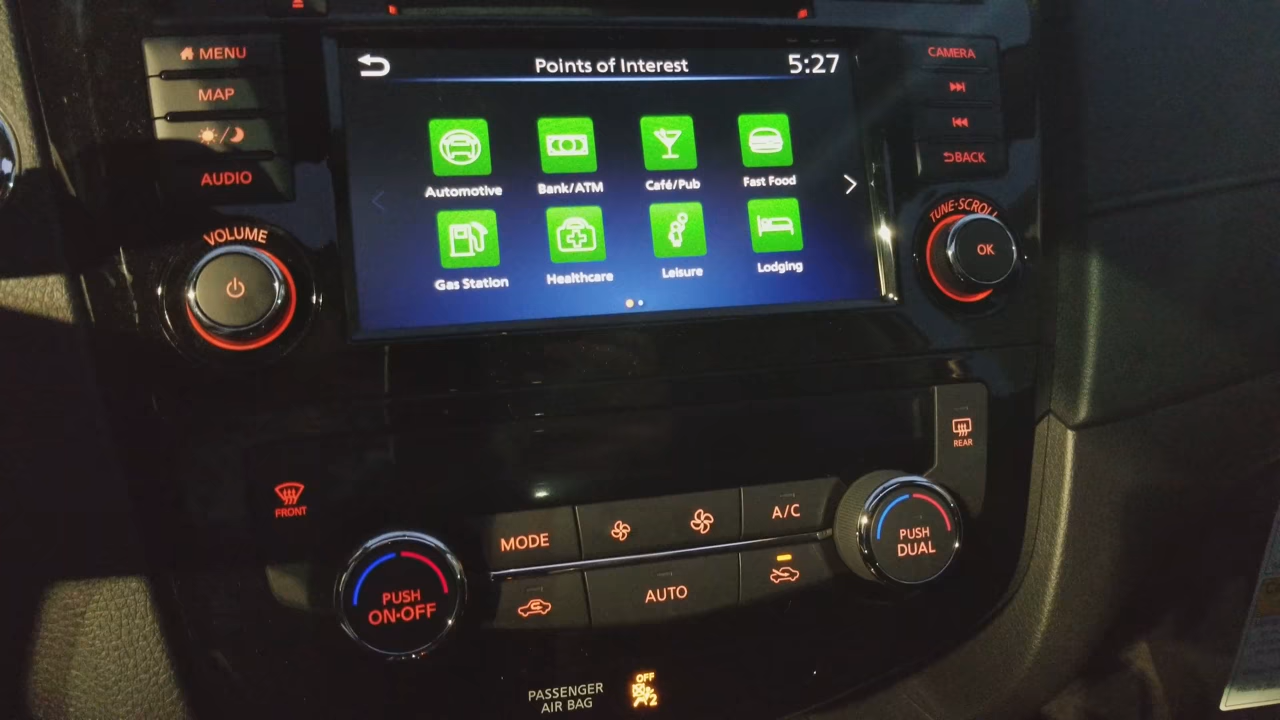 MENU
MAP
AUDIO
VOLUME
Points of Interest
5:27
Automotive
Bank/ATM
Café/Pub
Fast Food
Gas Station
Healthcare
Leisure
Lodging
CAMERA
BACK
TUNE·SCROLL
OK
REAR
FRONT
MODE
A/C
PUSH
DUAL
PUSH
ON·OFF
AUTO
PASSENGER
AIR BAG
OFF
2